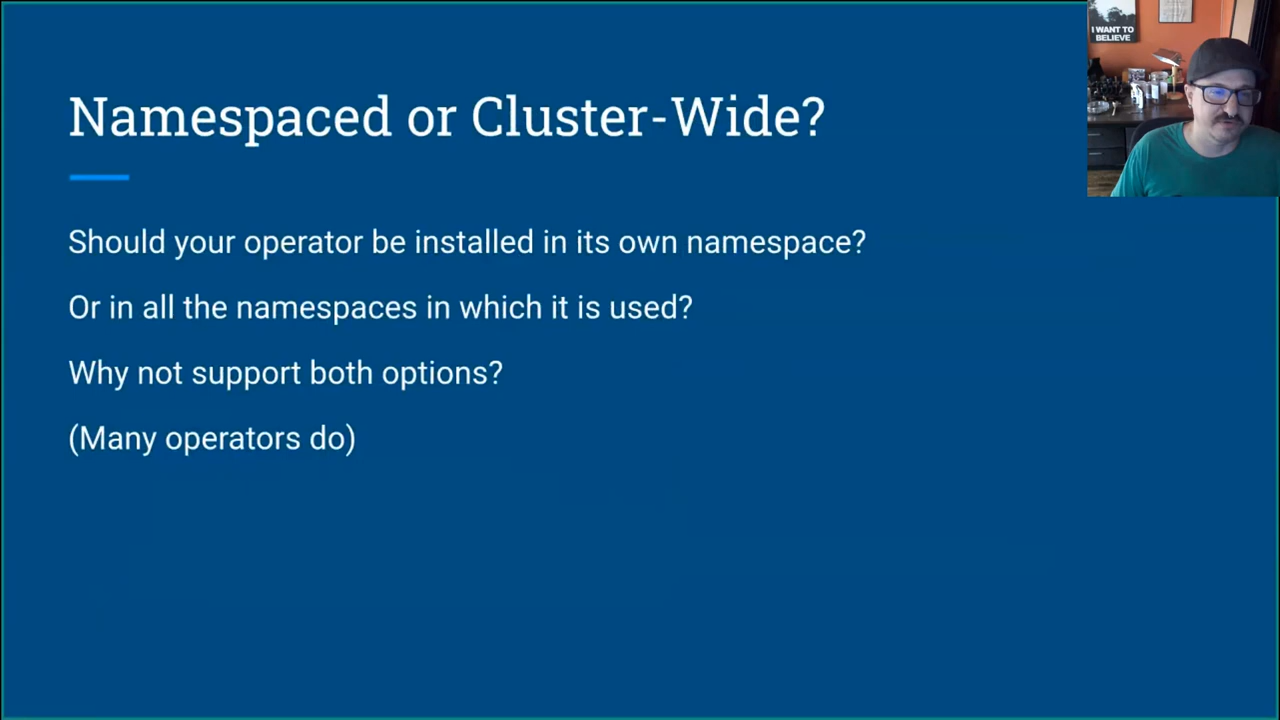 Namespaced or Cluster-Wide?
Should your operator be installed in its own namespace?
Or in all the namespaces in which it is used?
Why not support both options?
(Many operators do)
I WANT TO
BELIEVE